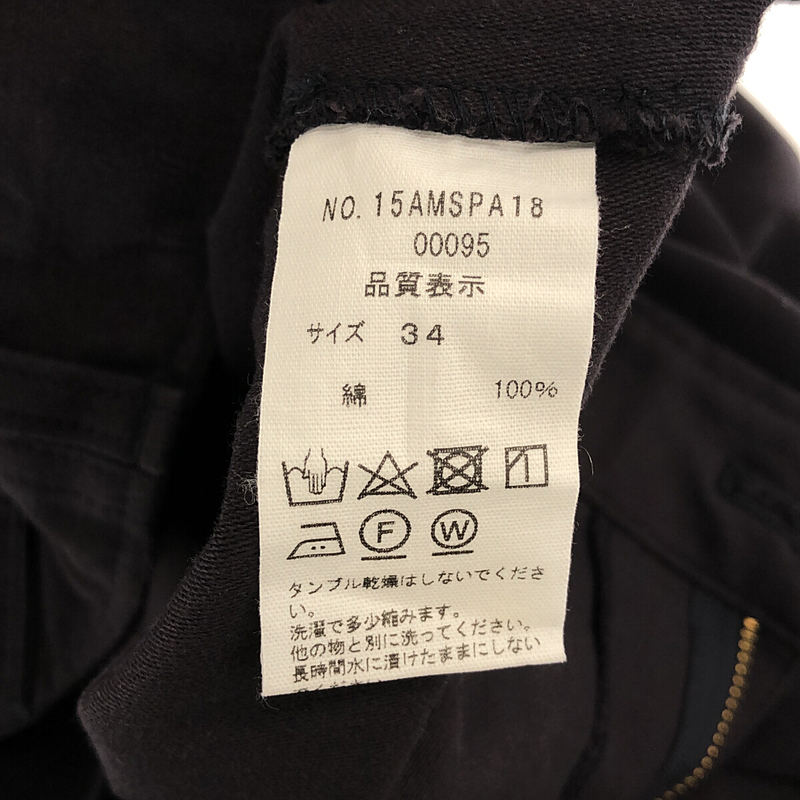 NO. 15AMSPA18
00095
品質表示
サイズ 34
綿 100%
F W
タンブル乾燥はしないでくださ
い。
洗濯で多少縮みます。
他の物と別に洗ってください。
長時間水に漬けたままにしない